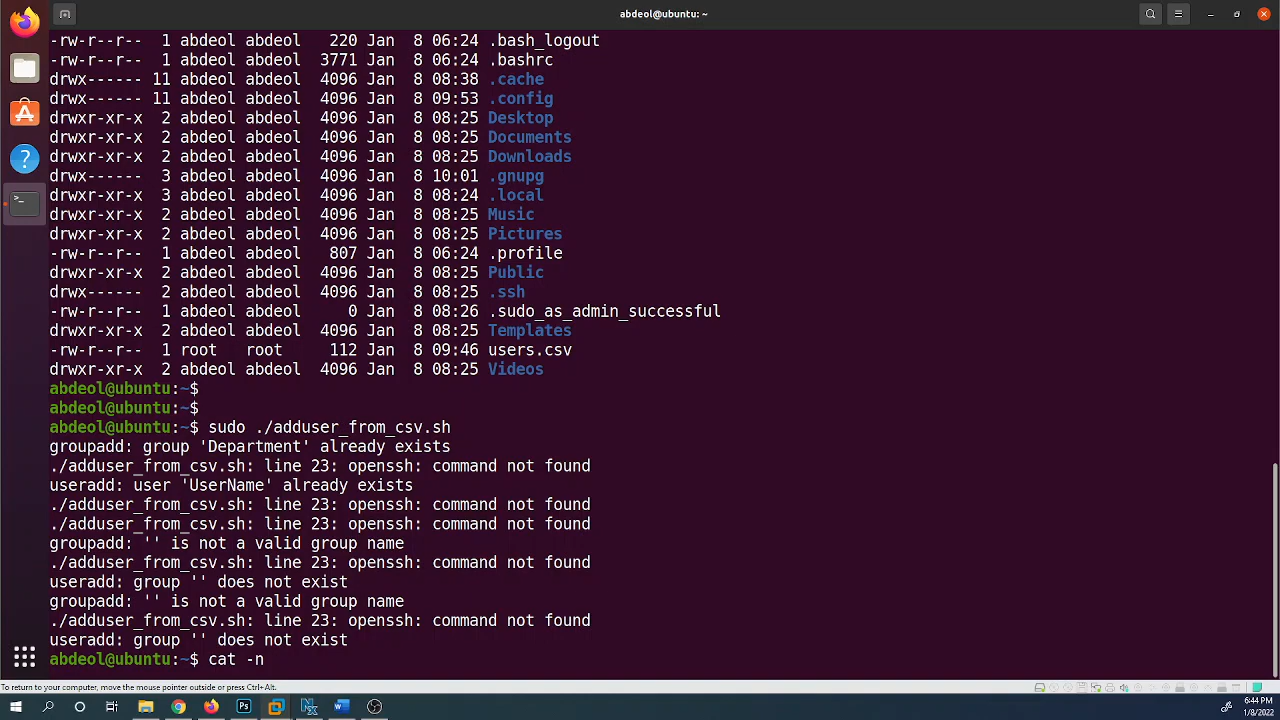 abdeol@ubuntu: ~
-rw-r--r-- 1 abdeol abdeol 220 Jan 8 06:24 .bash_logout
-rw-r--r-- 1 abdeol abdeol 3771 Jan 8 06:24 .bashrc
drwx------ 11 abdeol abdeol 4096 Jan 8 08:38 .cache
drwx------ 11 abdeol abdeol 4096 Jan 8 09:53 .config
drwxr-xr-x 2 abdeol abdeol 4096 Jan 8 08:25 Desktop
drwxr-xr-x 2 abdeol abdeol 4096 Jan 8 08:25 Documents
drwxr-xr-x 2 abdeol abdeol 4096 Jan 8 08:25 Downloads
drwx------ 3 abdeol abdeol 4096 Jan 8 10:01 .gnupg
drwxr-xr-x 3 abdeol abdeol 4096 Jan 8 08:24 .local
drwxr-xr-x 2 abdeol abdeol 4096 Jan 8 08:25 Music
drwxr-xr-x 2 abdeol abdeol 4096 Jan 8 08:25 Pictures
-rw-r--r-- 1 abdeol abdeol 807 Jan 8 06:24 .profile
drwxr-xr-x 2 abdeol abdeol 4096 Jan 8 08:25 Public
drwx------ 2 abdeol abdeol 4096 Jan 8 08:25 .ssh
-rw-r--r-- 1 abdeol abdeol 0 Jan 8 08:26 .sudo_as_admin_successful
drwxr-xr-x 2 abdeol abdeol 4096 Jan 8 08:25 Templates
-rw-r--r-- 1 root root 112 Jan 8 09:46 users.csv
drwxr-xr-x 2 abdeol abdeol 4096 Jan 8 08:25 Videos
abdeol@ubuntu:~$
abdeol@ubuntu:~$
abdeol@ubuntu:~$ sudo ./adduser_from_csv.sh
groupadd: group 'Department' already exists
./adduser_from_csv.sh: line 23: openssh: command not found
useradd: user 'UserName' already exists
./adduser_from_csv.sh: line 23: openssh: command not found
./adduser_from_csv.sh: line 23: openssh: command not found
groupadd: '' is not a valid group name
./adduser_from_csv.sh: line 23: openssh: command not found
useradd: group '' does not exist
groupadd: '' is not a valid group name
./adduser_from_csv.sh: line 23: openssh: command not found
useradd: group '' does not exist
abdeol@ubuntu:~$ cat -n
To return to your computer, move the mouse pointer outside or press Ctrl+Alt.
6:44 PM
1/8/2022